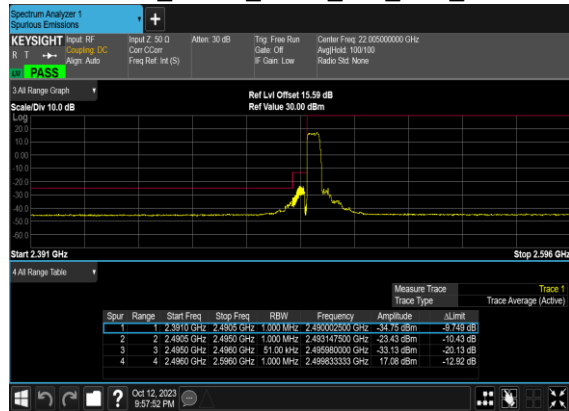 Spectrum Analyzer 1
Spurious Emissions
+
KEYSIGHT Input: RF Input Z: 50 Ω Atten: 30 dB Trig: Free Run Center Freq: 22.005000000 GHz
R T Coupling: DC Corr CCorr Gate: Off Avg|Hold: 100/100
Align: Auto Freq Ref: Int (S) IF Gain: Low Radio Std: None
PASS
3 All Range Graph
Ref Lvl Offset 15.59 dB
Scale/Div 10.0 dB Ref Value 30.00 dBm
Log
20.0
10.0
0.00
-10.0
-20.0
-30.0
-40.0
-50.0
-60.0
Start 2.391 GHz Stop 2.596 GHz
4 All Range Table
Measure Trace Trace 1
Trace Type Trace Average (Active)
Spur Range Start Freq Stop Freq RBW Frequency Amplitude ΔLimit
1 1 2.3910 GHz 2.4905 GHz 1.000 MHz 2.490002500 GHz -34.75 dBm -9.749 dB
2 2 2.4905 GHz 2.4950 GHz 1.000 MHz 2.493147500 GHz -23.43 dBm -10.43 dB
3 3 2.4950 GHz 2.4960 GHz 51.00 kHz 2.495980000 GHz -33.13 dBm -20.13 dB
4 4 2.4960 GHz 2.5960 GHz 1.000 MHz 2.499833333 GHz 17.08 dBm -12.92 dB
? Oct 12, 2023
9:57:52 PM